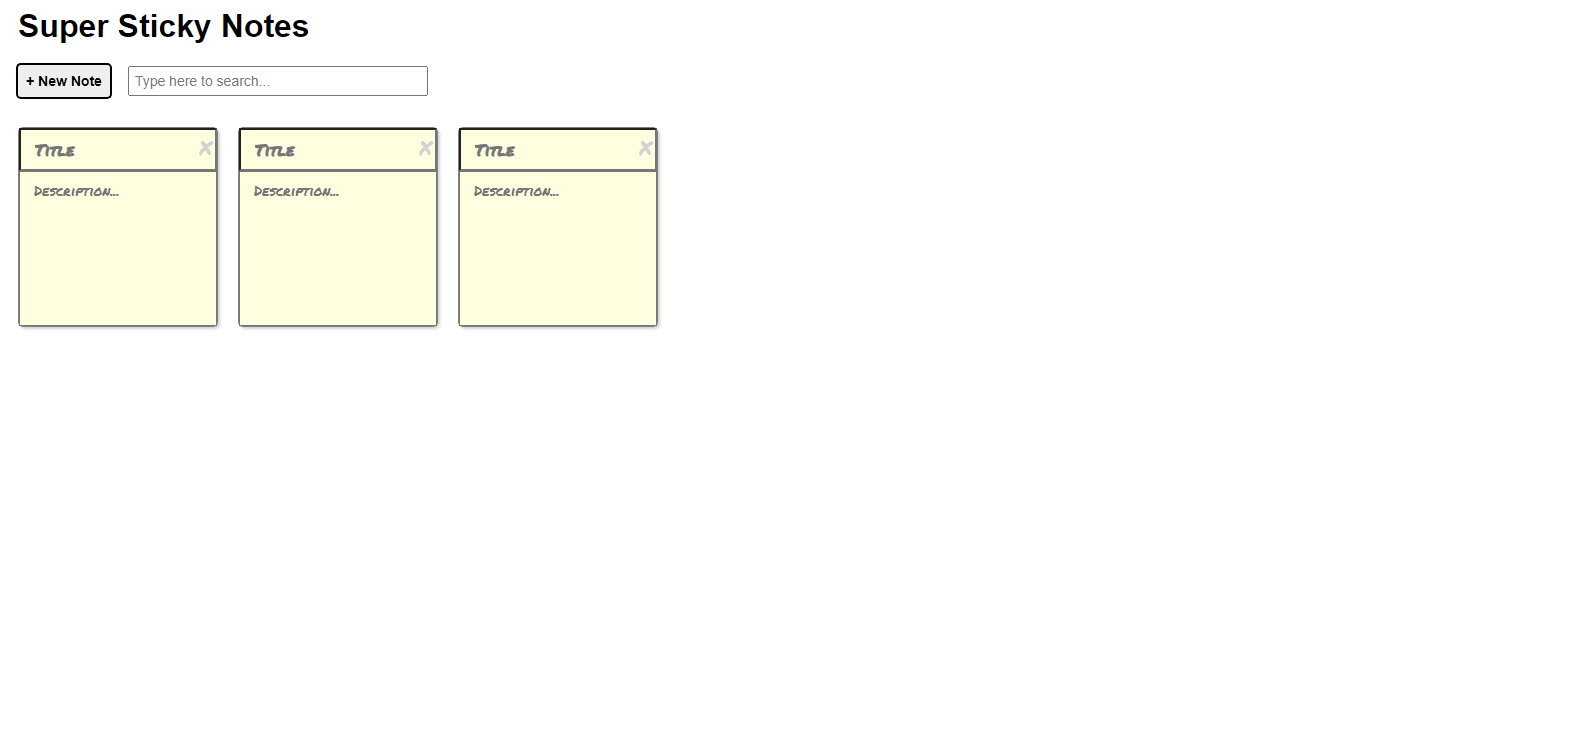 Super Sticky Notes
+ New Note
Type here to search...
Title
Description...
Title
Description...
Title
Description...